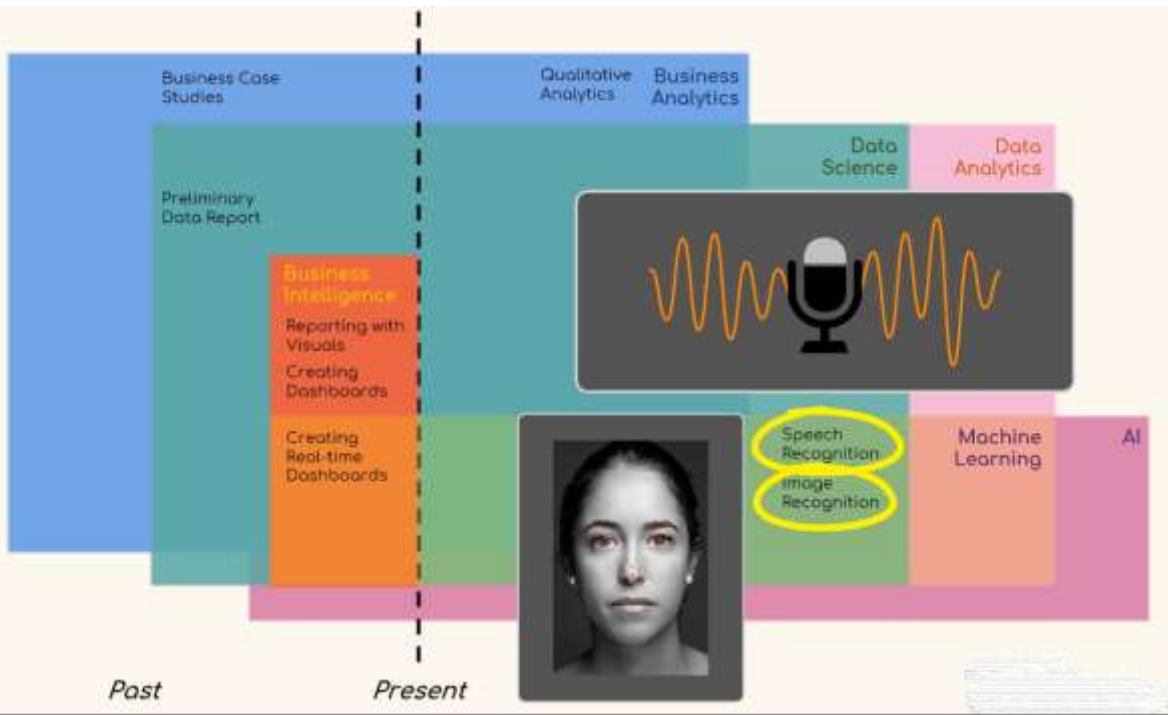 Business Case
Studies
Qualitative
Analytics
Business
Analytics
Data
Science
Data
Analytics
Preliminary
Data Report
Business
Intelligence
Reporting with
Visuals
Creating
Dashboards
Creating
Real-time
Dashboards
Speech
Recognition
Image
Recognition
Machine
Learning
AI
Past
Present